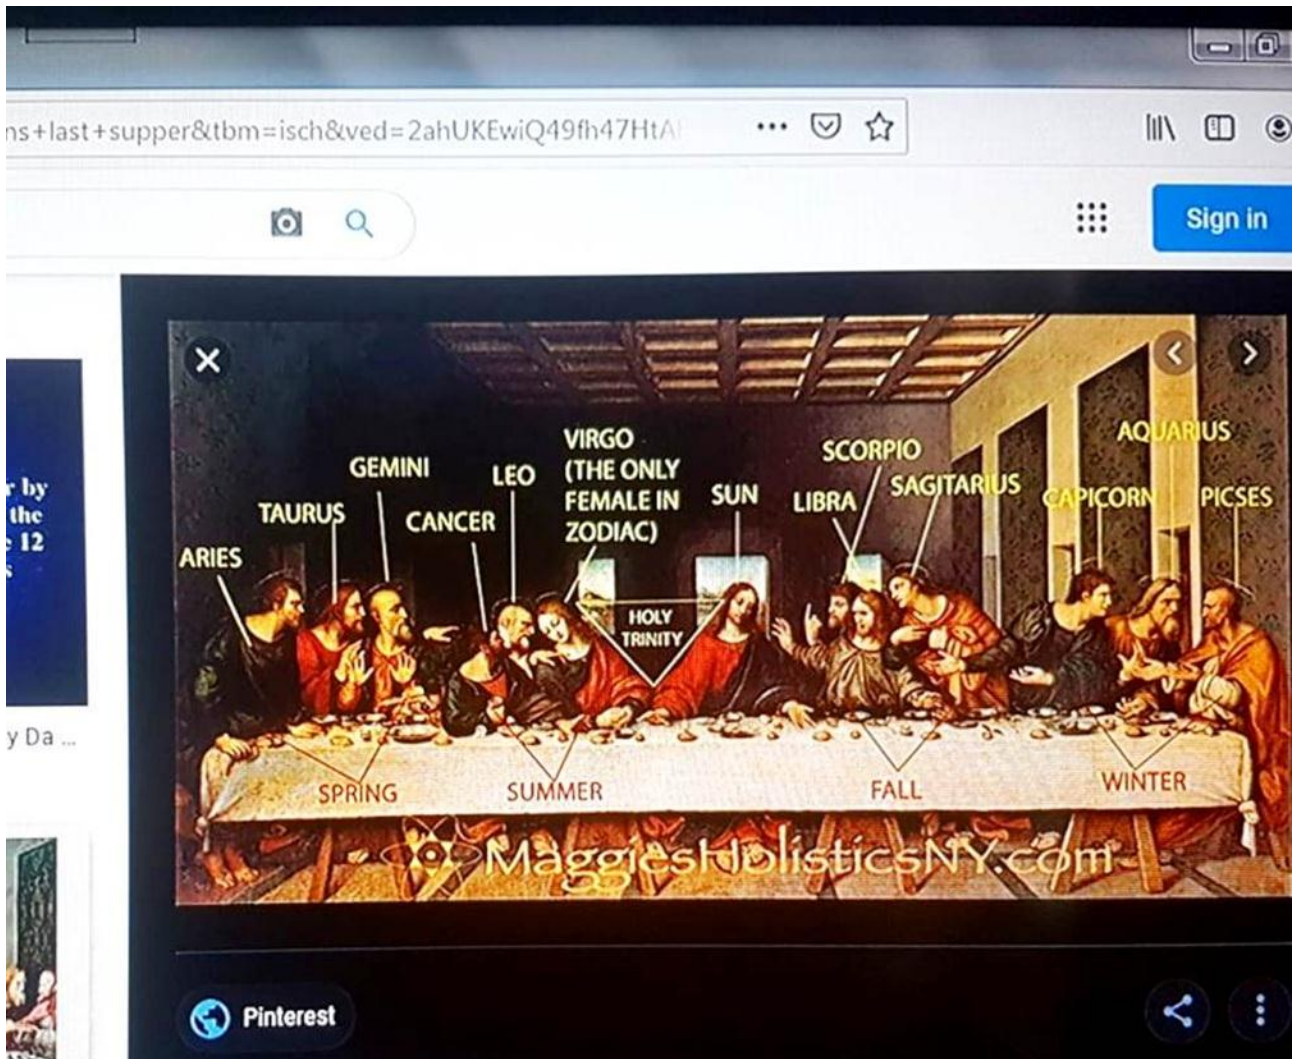 ns+last+supper&tbm=isch&ved=2ahUKEwiQ49fh47HtA
Sign in
r by
the
e 12
s
y Da ...
ARIES
TAURUS
GEMINI
CANCER
LEO
VIRGO
(THE ONLY
FEMALE IN
ZODIAC)
SUN
HOLY
TRINITY
LIBRA
SCORPIO
SAGITARIUS
CAPICORN
AQUARIUS
PICSES
SPRING
SUMMER
FALL
WINTER
MaggiesHolisticsNY.com
Pinterest